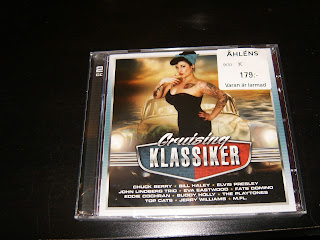 ÅHLÉNS
179:-
Varan är larmad
Cruising
KLASSIKER
CHUCK BERRY • BILL HALEY • ELVIS PRESLEY
JOHN LINDBERG TRIO • EVA EASTWOOD • FATS DOMINO
EDDIE COCHRAN • BUDDY HOLLY • THE PLAYTONES
TOP CATS • JERRY WILLIAMS • M.FL.